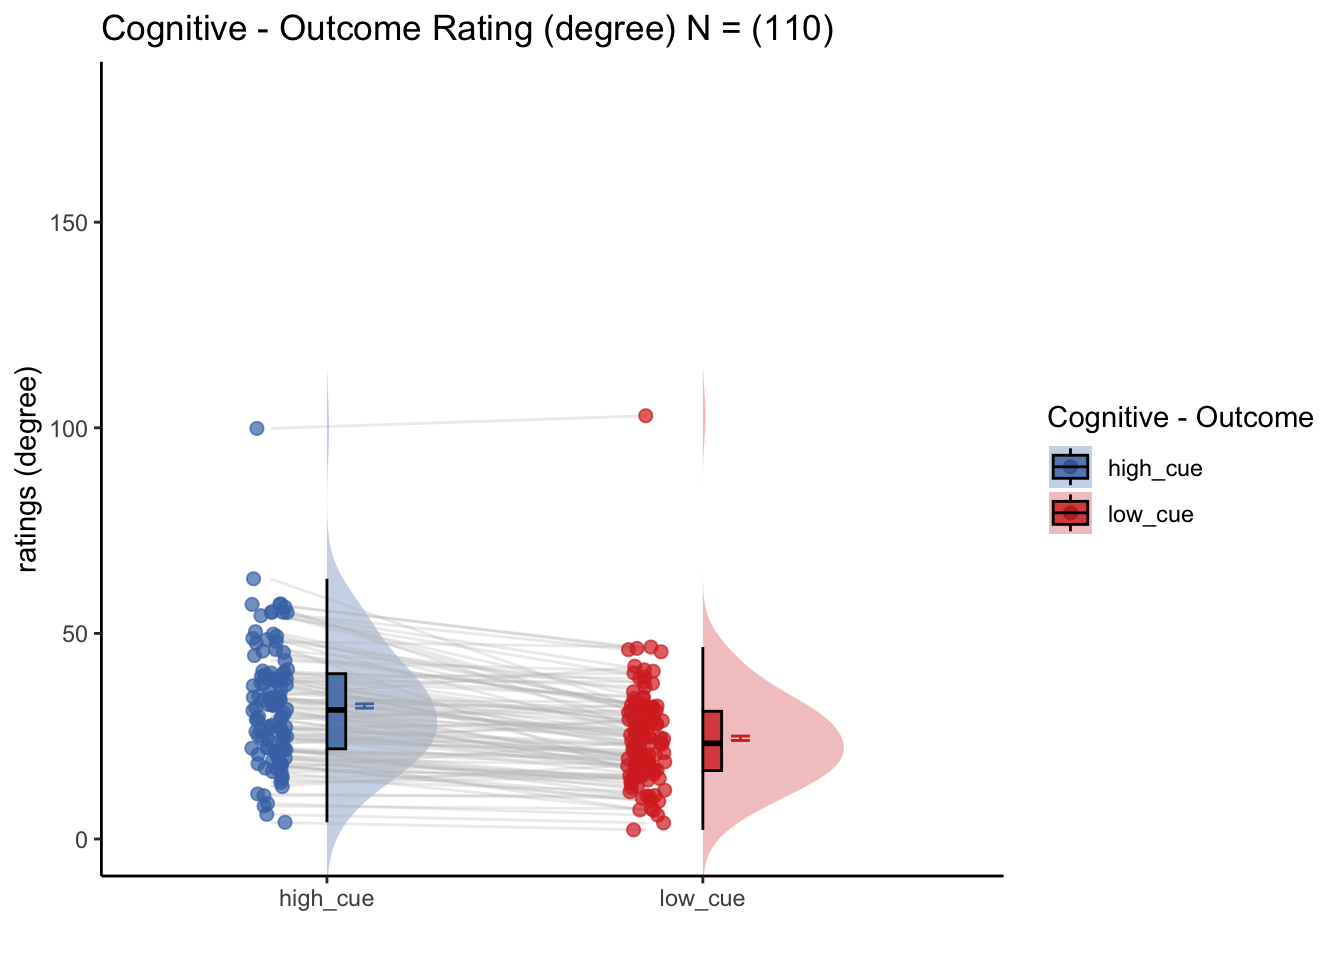 Cognitive - Outcome Rating (degree) N = (110)
ratings (degree)
150
100
50
0
high_cue
low_cue
Cognitive - Outcome
high_cue
low_cue